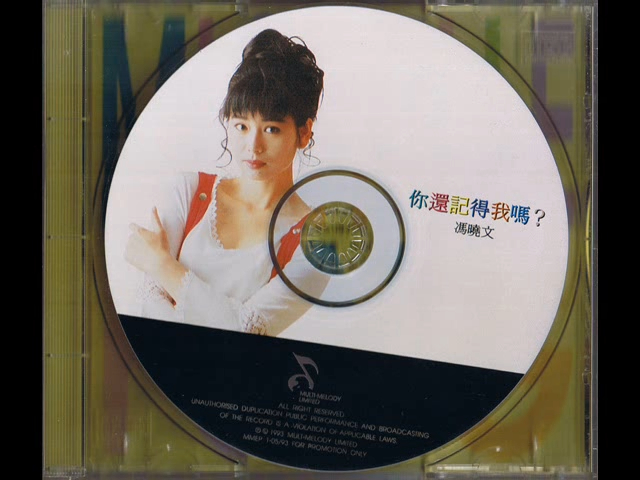 你還記得我嗎？
馮曉文
MULTI-MELODY
LIMITED
ALL RIGHT RESERVED
UNAUTHORISED DUPLICATION PUBLIC PERFORMANCE AND BROADCASTING
OF THE RECORD IS A VIOLATION OF APPLICABLE LAWS.
℗ © 1993 MULTI-MELODY LIMITED
FOR PROMOTION ONLY